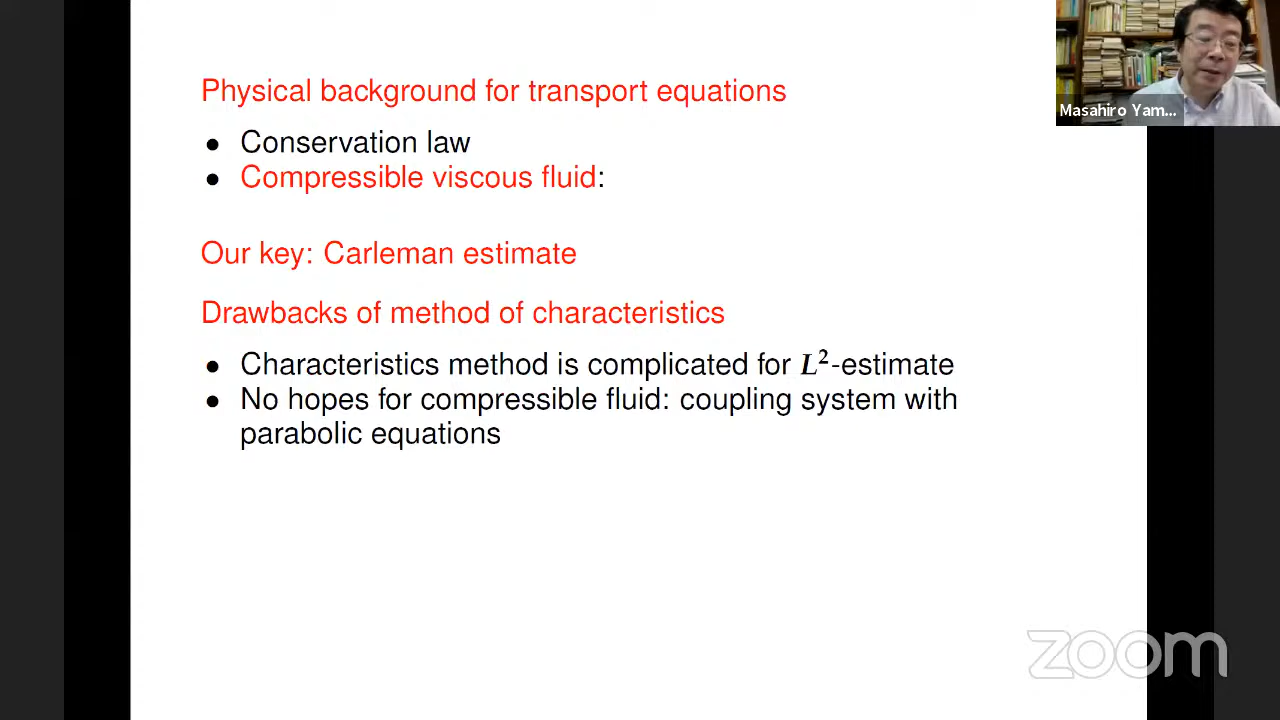 Physical background for transport equations
Masahiro Yam...
• Conservation law
• Compressible viscous fluid:
Our key: Carleman estimate
Drawbacks of method of characteristics
• Characteristics method is complicated for L²-estimate
• No hopes for compressible fluid: coupling system with
parabolic equations
zoom